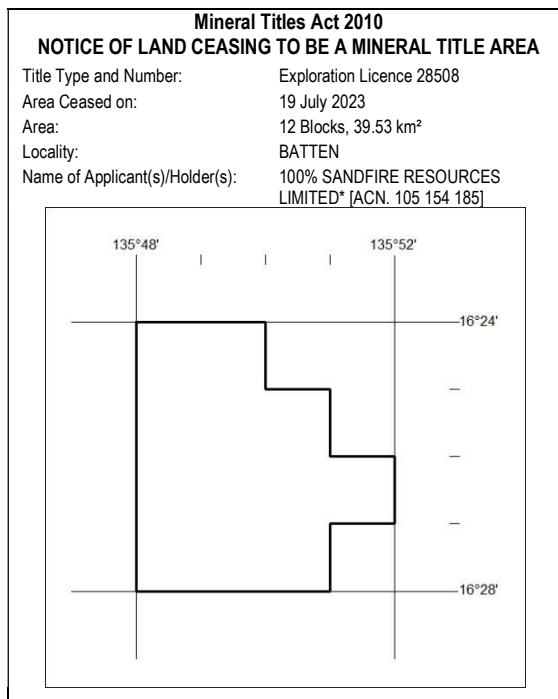 Mineral Titles Act 2010
NOTICE OF LAND CEASING TO BE A MINERAL TITLE AREA
Title Type and Number: Exploration Licence 28508
Area Ceased on: 19 July 2023
Area: 12 Blocks, 39.53 km²
Locality: BATTEN
Name of Applicant(s)/Holder(s): 100% SANDFIRE RESOURCES
LIMITED* [ACN. 105 154 185]
135°48' 135°52'
16°24'
16°28'